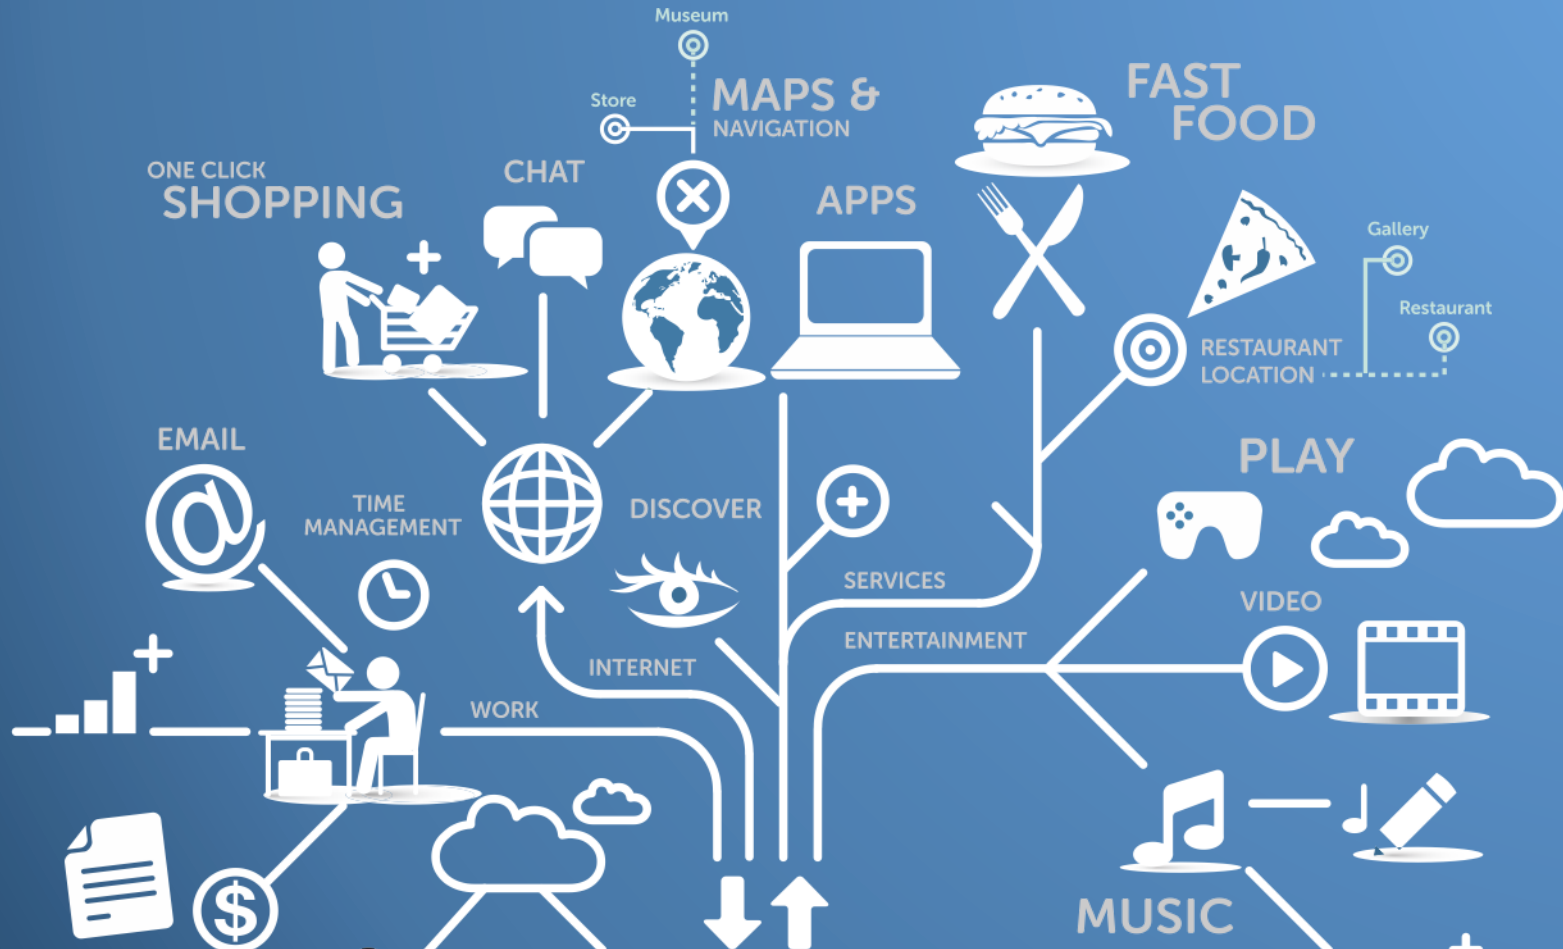 Museum
Store
MAPS &
NAVIGATION
FAST
FOOD
ONE CLICK
SHOPPING
CHAT
APPS
Gallery
Restaurant
RESTAURANT
LOCATION
EMAIL
TIME
MANAGEMENT
DISCOVER
PLAY
SERVICES
VIDEO
ENTERTAINMENT
INTERNET
WORK
@
$
MUSIC